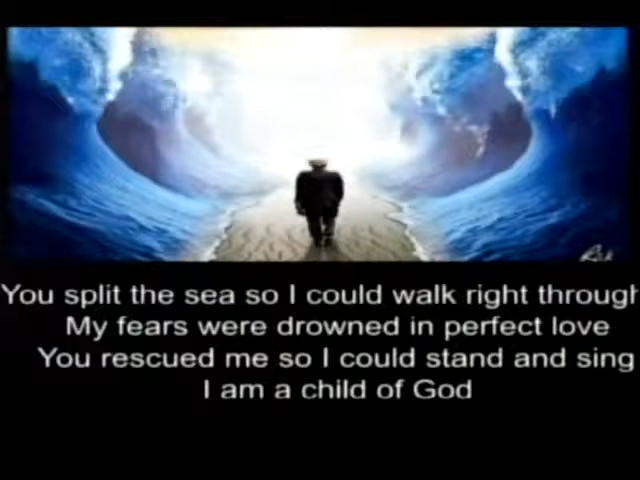 You split the sea so I could walk right through
My fears were drowned in perfect love
You rescued me so I could stand and sing
I am a child of God